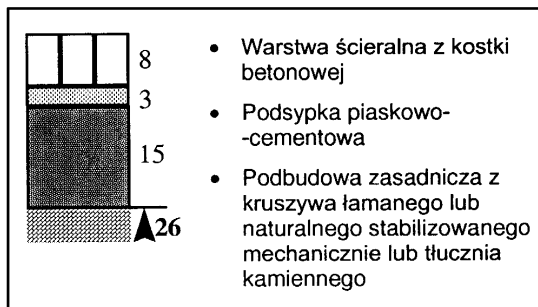 8
3
15
26
• Warstwa ścieralna z kostki
betonowej
• Podsypka piaskowo-
-cementowa
• Podbudowa zasadnicza z
kruszywa łamanego lub
naturalnego stabilizowanego
mechanicznie lub tłucznia
kamiennego